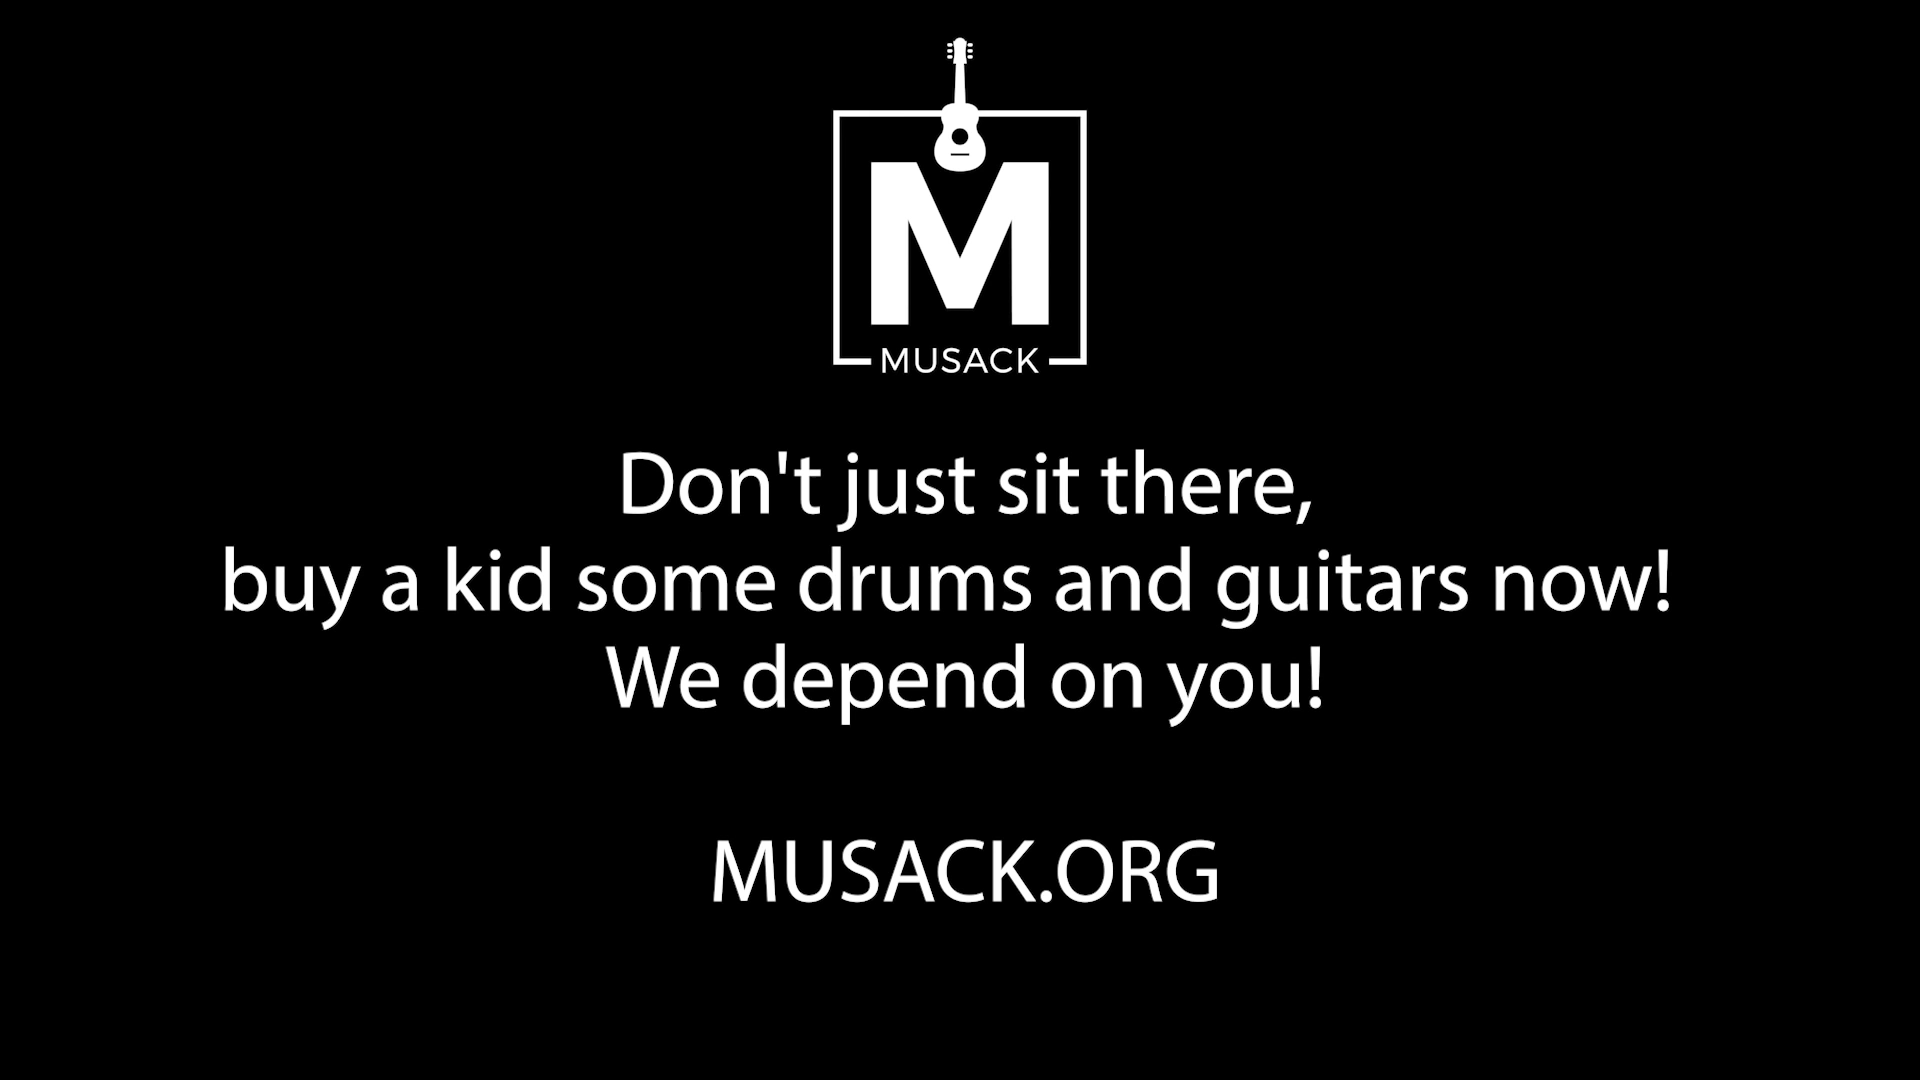 M
MUSACK
Don't just sit there,
buy a kid some drums and guitars now!
We depend on you!
MUSACK.ORG